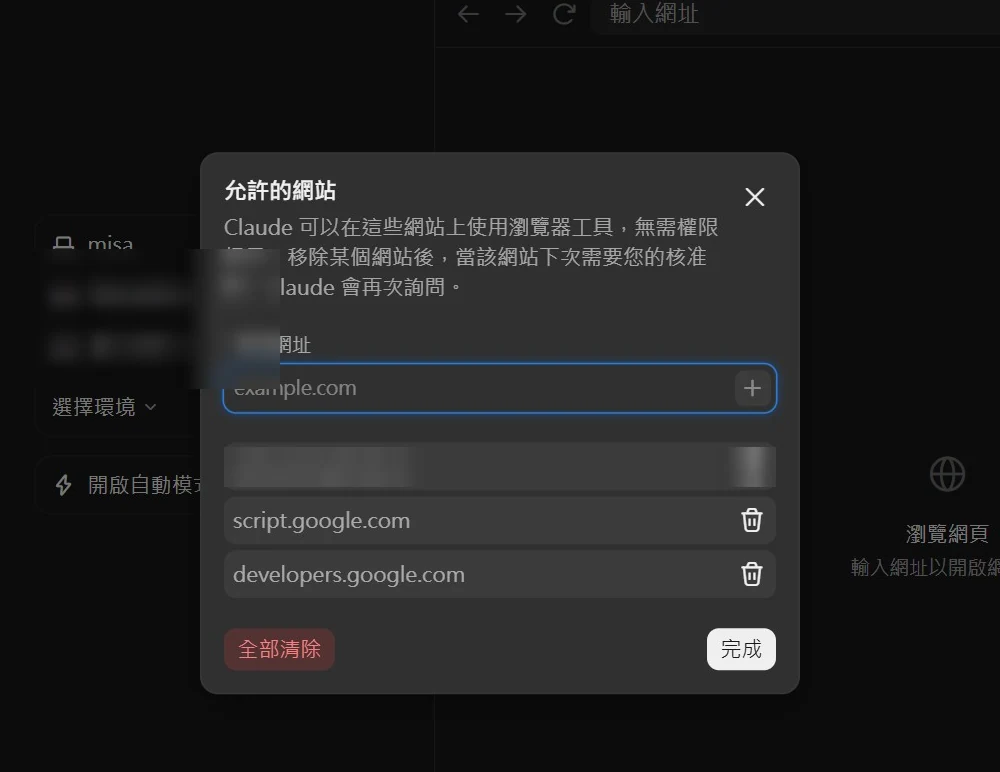 輸入網址
允許的網站
Claude 可以在這些網站上使用瀏覽器工具，無需權限
移除某個網站後，當該網站下次需要您的核准
laude 會再次詢問。
misa
網址
example.com
選擇環境
開啟自動模式
script.google.com
developers.google.com
瀏覽網頁
輸入網址以開啟
全部清除
完成